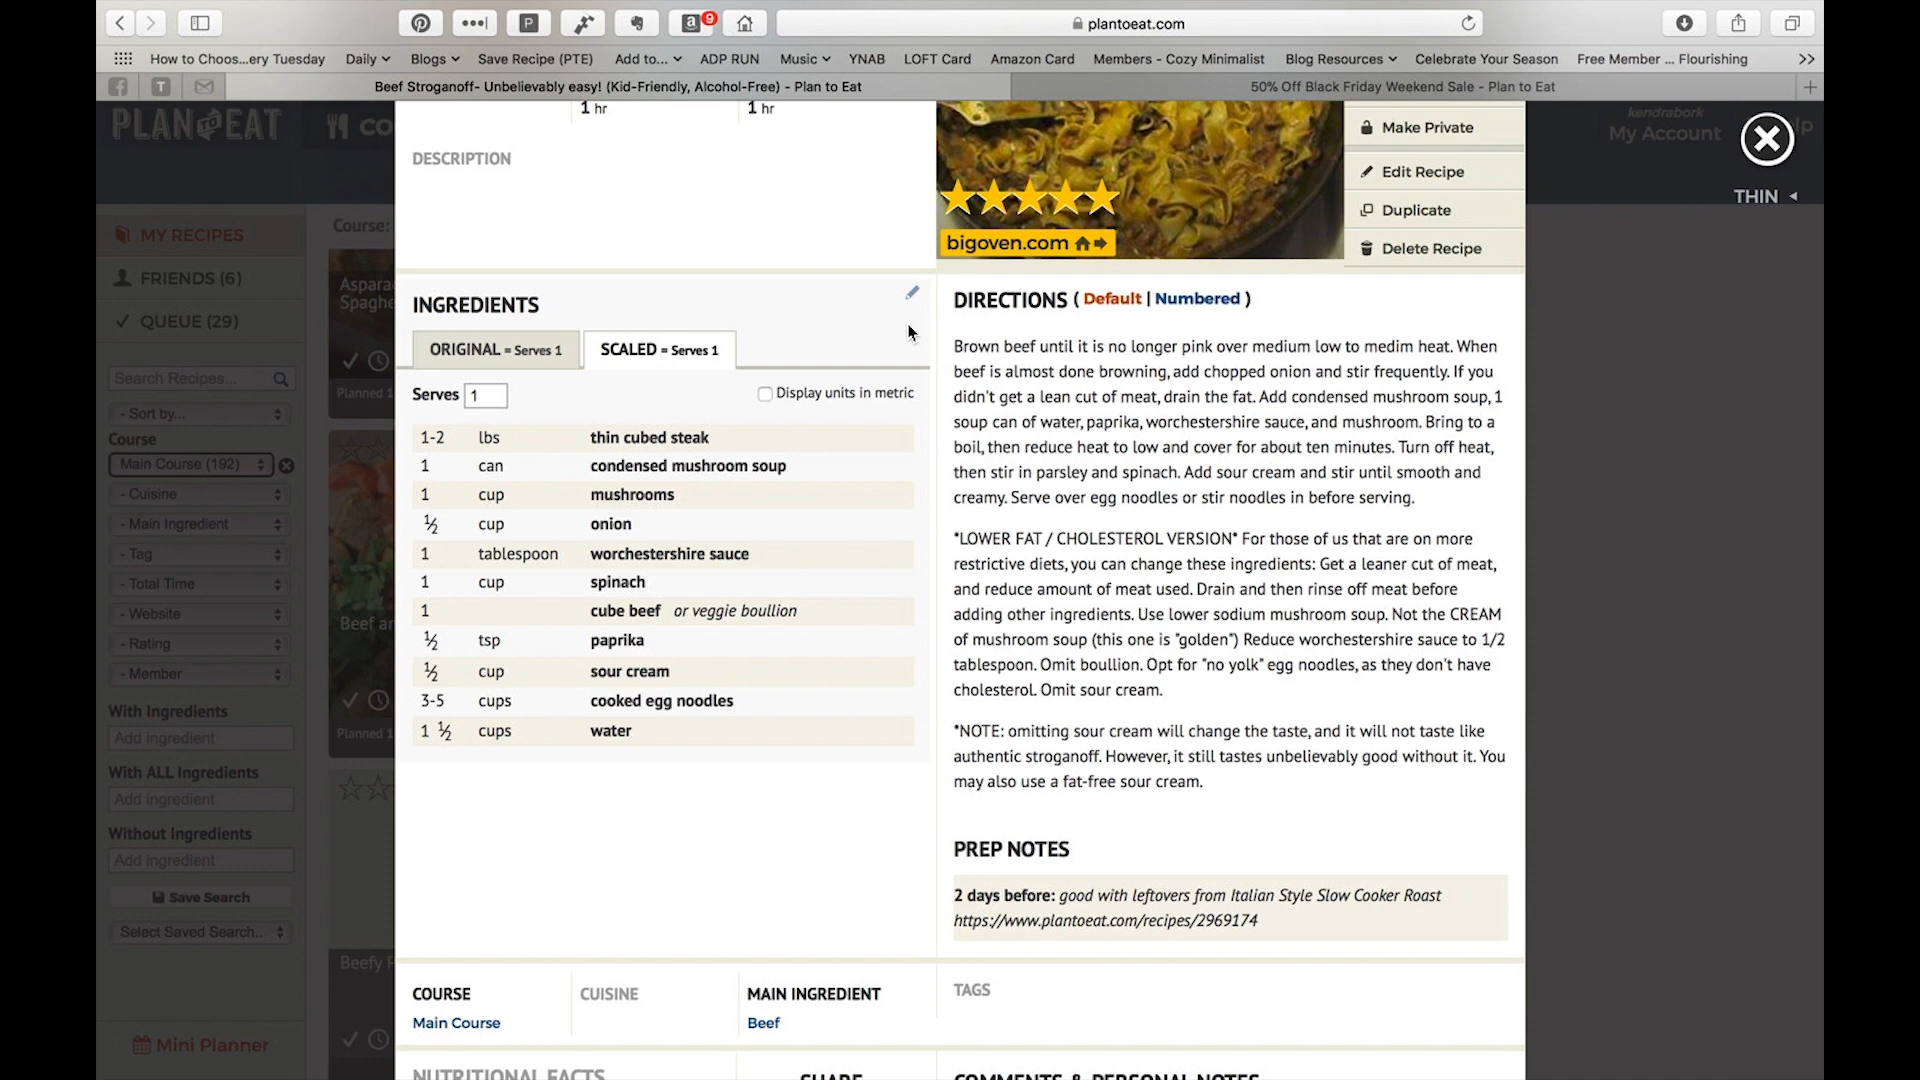 plantoeat.com
9
How to Choos...ery Tuesday
Daily
Blogs
Save Recipe (PTE)
Add to...
ADP RUN
Music
YNAB
LOFT Card
Amazon Card
Members - Cozy Minimalist
Blog Resources
Celebrate Your Season
Free Member ... Flourishing
Beef Stroganoff- Unbelievably easy! (Kid-Friendly, Alcohol-Free) - Plan to Eat
50% Off Black Friday Weekend Sale - Plan to Eat
PLAN TO EAT
CO
kendrabork
My Account
THIN
MY RECIPES
FRIENDS (6)
QUEUE (29)
Search Recipes...
- Sort by...
Course
Main Course (192)
- Cuisine
- Main Ingredient
- Tag
- Total Time
- Website
- Rating
- Member
With Ingredients
Add ingredient
With ALL Ingredients
Add ingredient
Without Ingredients
Add ingredient
Save Search
Select Saved Search..
Mini Planner
Course:
Aspara
Spaghe
Planned 1
Beef an
Planned 1
Beefy P
1 hr
1 hr
DESCRIPTION
bigoven.com
Make Private
Edit Recipe
Duplicate
Delete Recipe
INGREDIENTS
ORIGINAL = Serves 1
SCALED = Serves 1
Serves 1
Display units in metric
1-2 lbs thin cubed steak
1 can condensed mushroom soup
1 cup mushrooms
½ cup onion
1 tablespoon worchestershire sauce
1 cup spinach
1 cube beef or veggie boullion
½ tsp paprika
½ cup sour cream
3-5 cups cooked egg noodles
1 ½ cups water
DIRECTIONS ( Default | Numbered )
Brown beef until it is no longer pink over medium low to medim heat. When
beef is almost done browning, add chopped onion and stir frequently. If you
didn't get a lean cut of meat, drain the fat. Add condensed mushroom soup, 1
soup can of water, paprika, worchestershire sauce, and mushroom. Bring to a
boil, then reduce heat to low and cover for about ten minutes. Turn off heat,
then stir in parsley and spinach. Add sour cream and stir until smooth and
creamy. Serve over egg noodles or stir noodles in before serving.
*LOWER FAT / CHOLESTEROL VERSION* For those of us that are on more
restrictive diets, you can change these ingredients: Get a leaner cut of meat,
and reduce amount of meat used. Drain and then rinse off meat before
adding other ingredients. Use lower sodium mushroom soup. Not the CREAM
of mushroom soup (this one is "golden") Reduce worchestershire sauce to 1/2
tablespoon. Omit boullion. Opt for "no yolk" egg noodles, as they don't have
cholesterol. Omit sour cream.
*NOTE: omitting sour cream will change the taste, and it will not taste like
authentic stroganoff. However, it still tastes unbelievably good without it. You
may also use a fat-free sour cream.
PREP NOTES
2 days before: good with leftovers from Italian Style Slow Cooker Roast
https://www.plantoeat.com/recipes/2969174
COURSE
Main Course
CUISINE
MAIN INGREDIENT
Beef
TAGS
NUTRITIONAL FACTS
SHARE
COMMENTS & PERSONAL NOTES